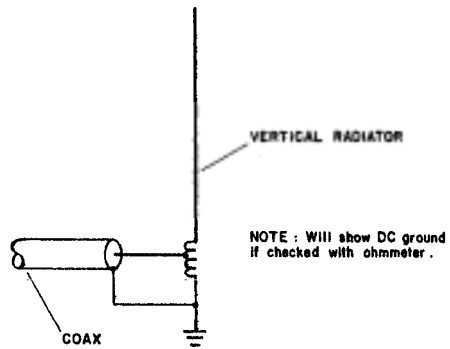 VERTICAL RADIATOR
NOTE : Will show DC ground
if checked with ohmmeter .
COAX